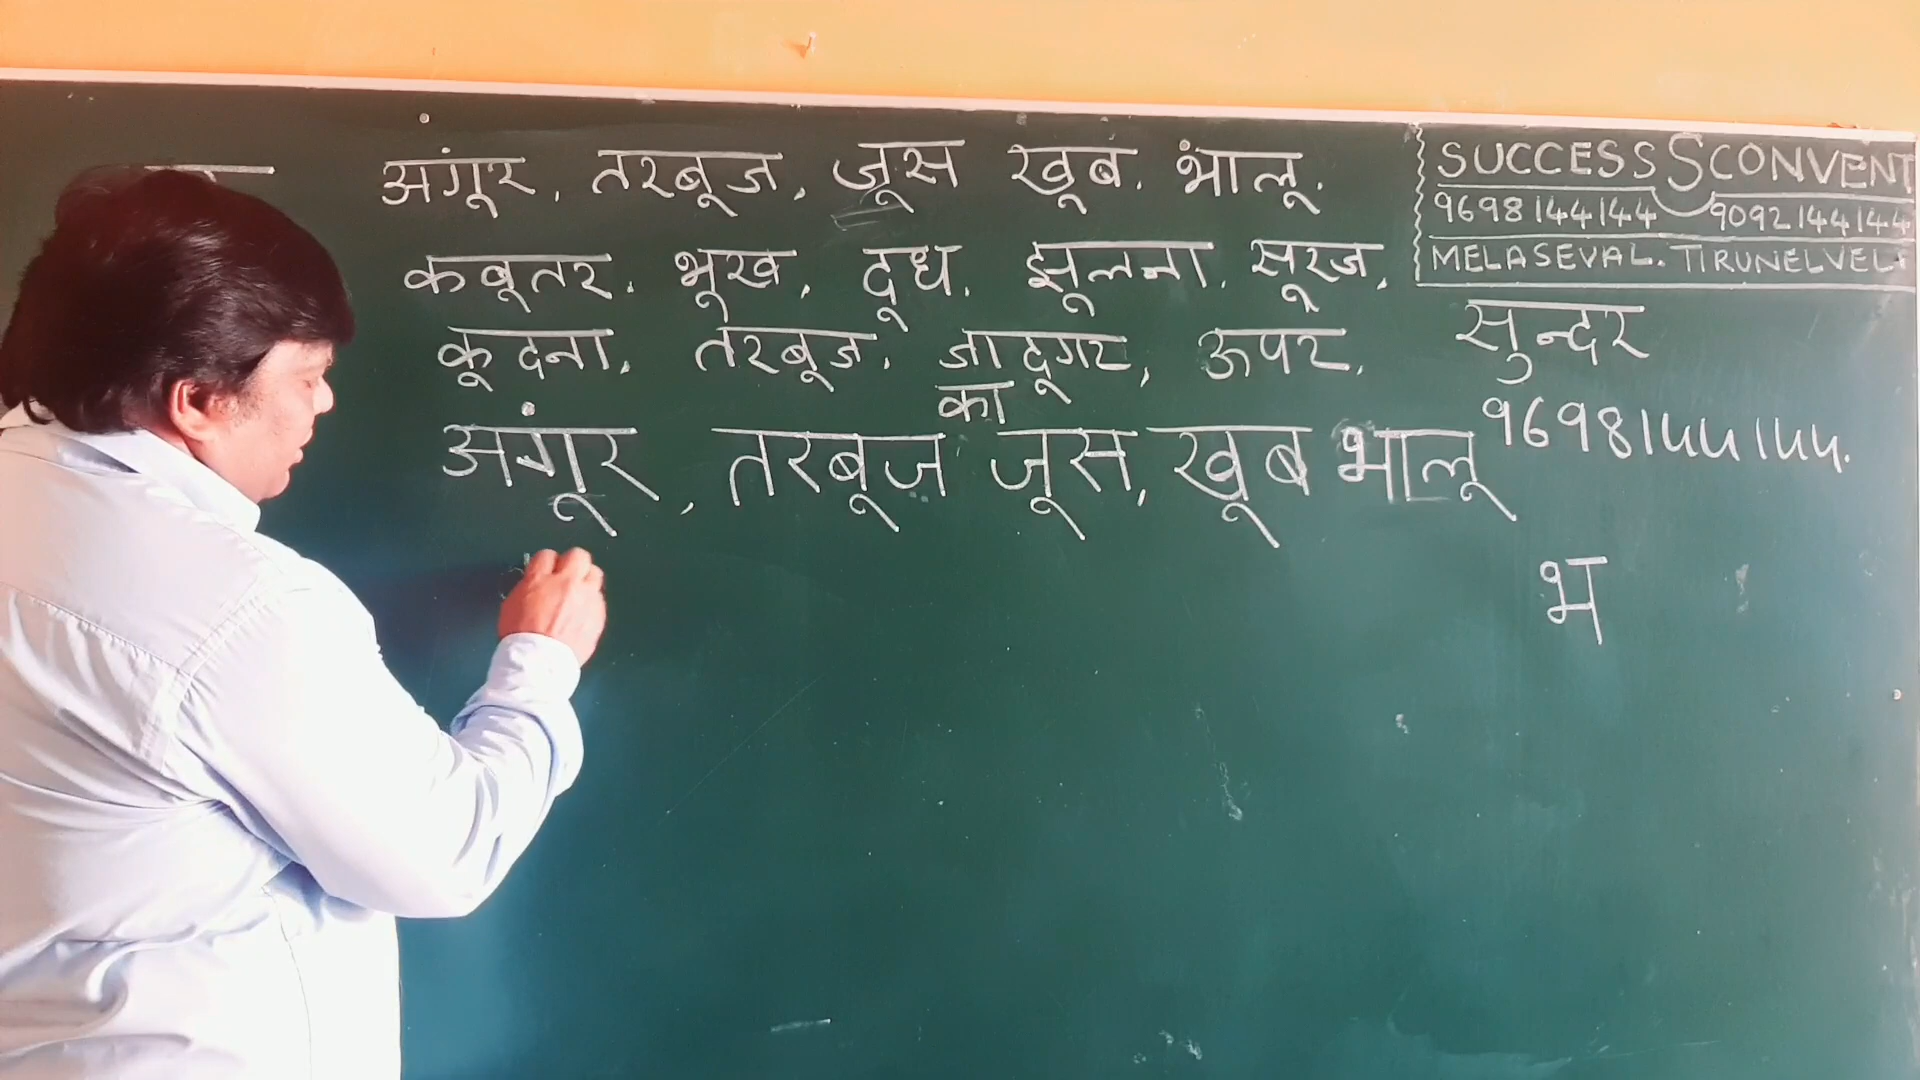 अंगूर, तरबूज, जूस खूब, भालू.
कबूतर, भूख, दूध, झूलना, सूरज,
कूदना, तरबूज, जादूगर, ऊपर,
का
अंगूर, तरबूज जूस, खूब भालू
SUCCESS S CONVENT
9698144144 9092144144
MELASEVAL. TIRUNELVELI
सुन्दर
9698144144.
भ